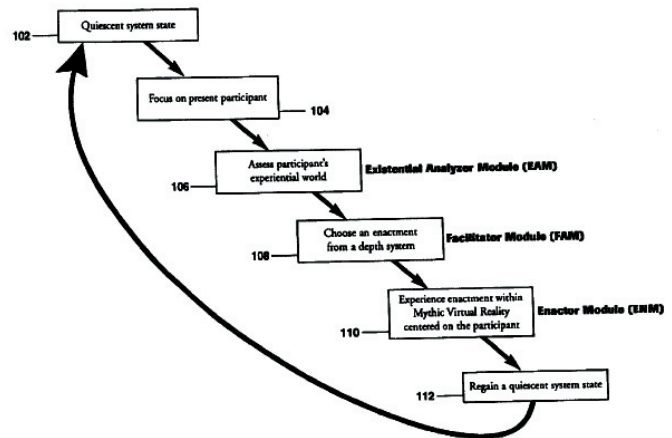 Quiescent system state
102
Focus on present participant
104
Assess participant's
experiential world
Existential Analyzer Module (EAM)
106
Choose an enactment
from a depth system
Facilitator Module (FAM)
108
Experience enactment within
Mythic Virtual Reality
centered on the participant
Enactor Module (ENM)
110
Regain a quiescent system state
112